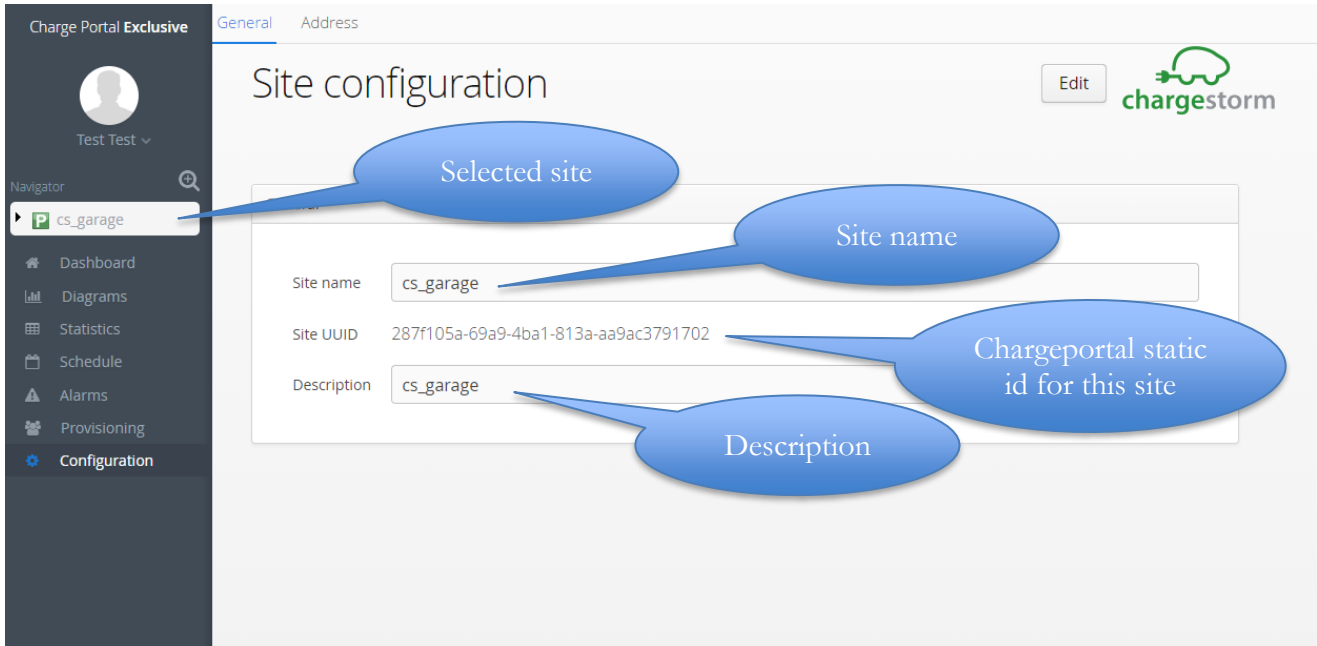 Charge Portal Exclusive
General Address
Site configuration
Edit
chargestorm
Test Test
Selected site
Navigator
cs_garage
Site name
Dashboard
Site name cs_garage
Diagrams
Statistics
Site UUID 287f105a-69a9-4ba1-813a-aa9ac3791702
Chargeportal static
id for this site
Schedule
Description cs_garage
Alarms
Provisioning
Description
Configuration